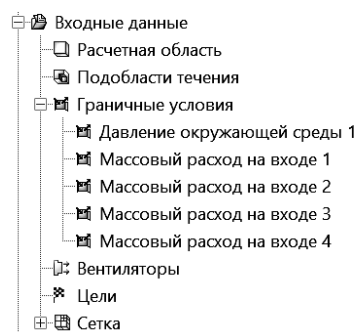 Входные данные
Расчетная область
Подобласти течения
Граничные условия
Давление окружающей среды 1
Массовый расход на входе 1
Массовый расход на входе 2
Массовый расход на входе 3
Массовый расход на входе 4
Вентиляторы
Цели
Сетка